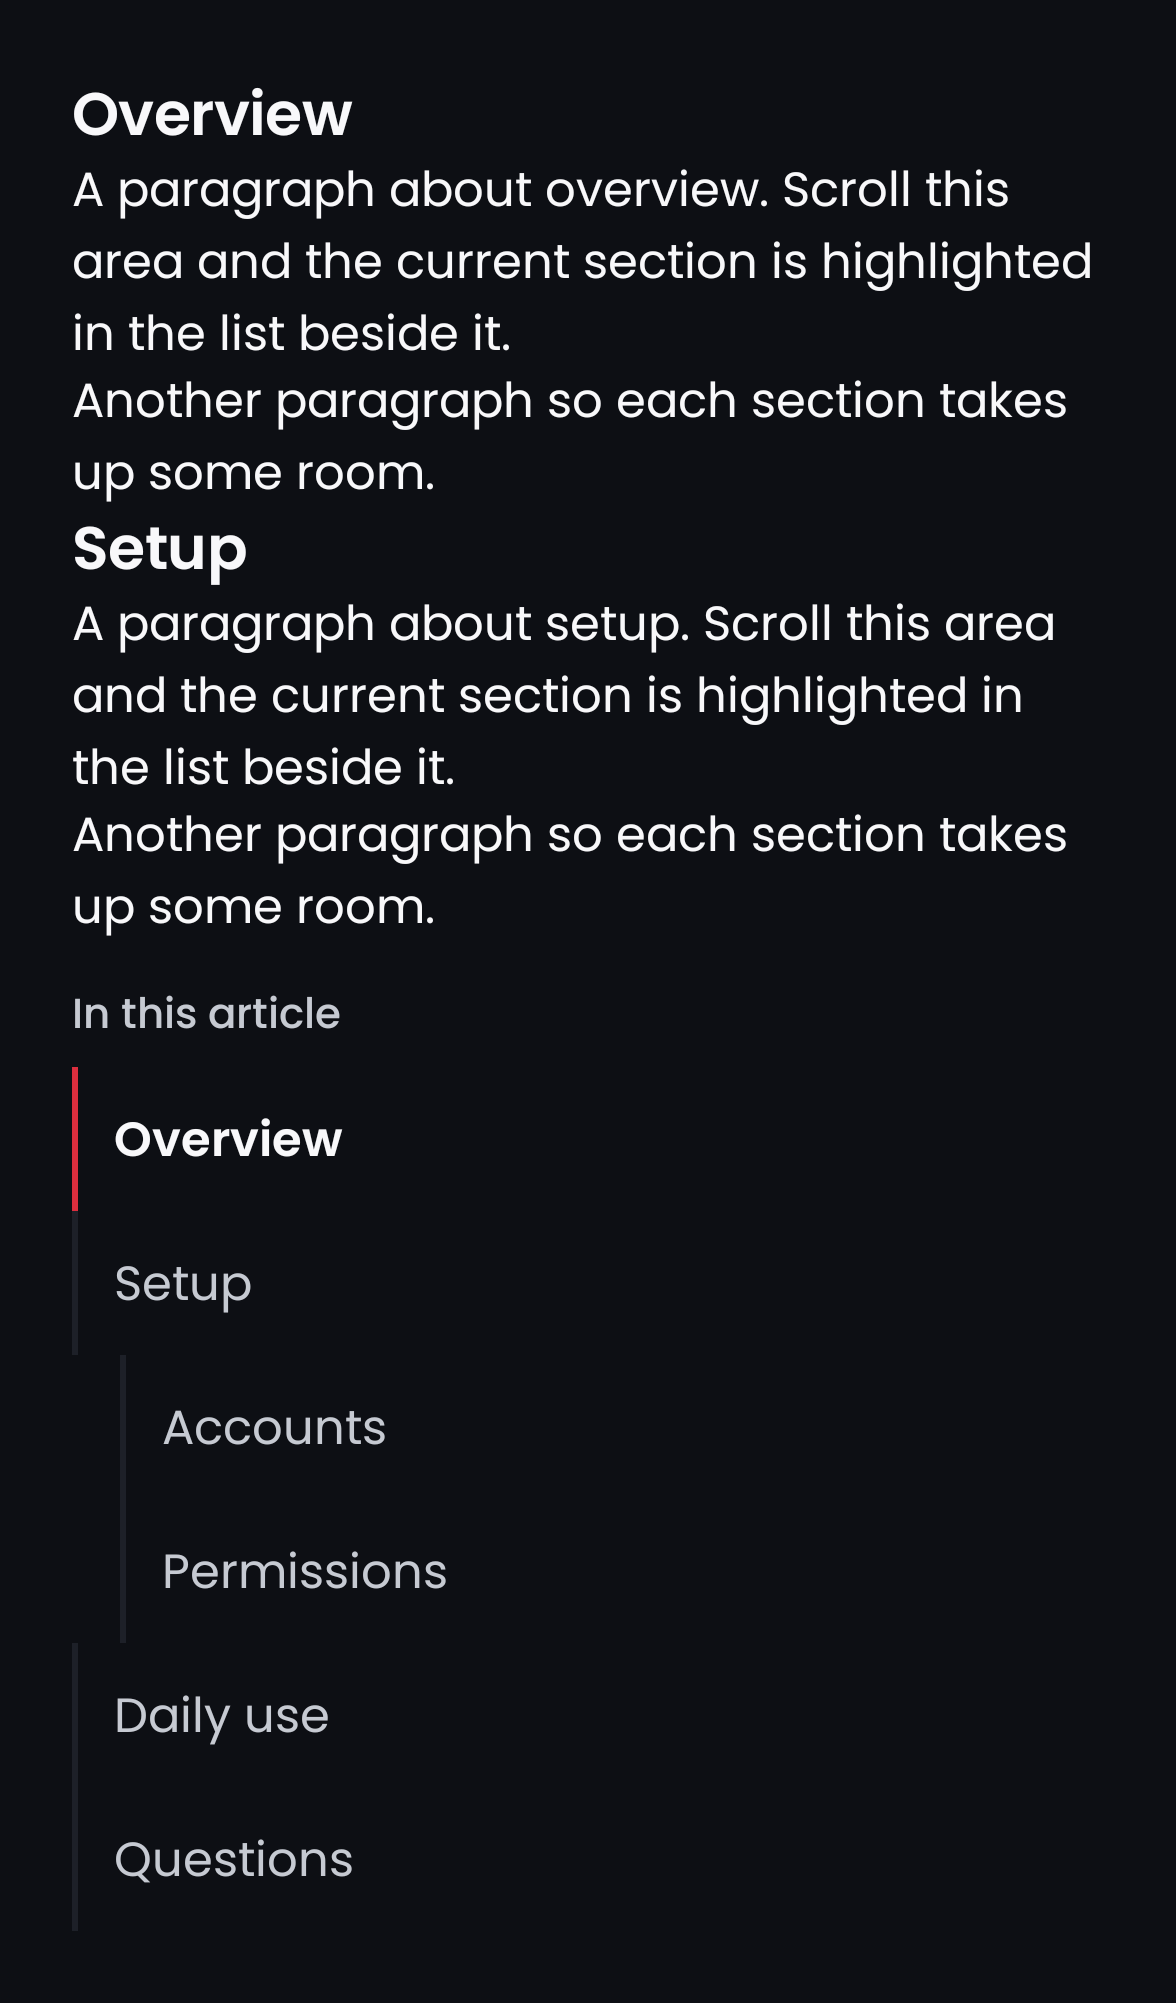 Overview
A paragraph about overview. Scroll this
area and the current section is highlighted
in the list beside it.
Another paragraph so each section takes
up some room.
Setup
A paragraph about setup. Scroll this area
and the current section is highlighted in
the list beside it.
Another paragraph so each section takes
up some room.
In this article
Overview
Setup
Accounts
Permissions
Daily use
Questions